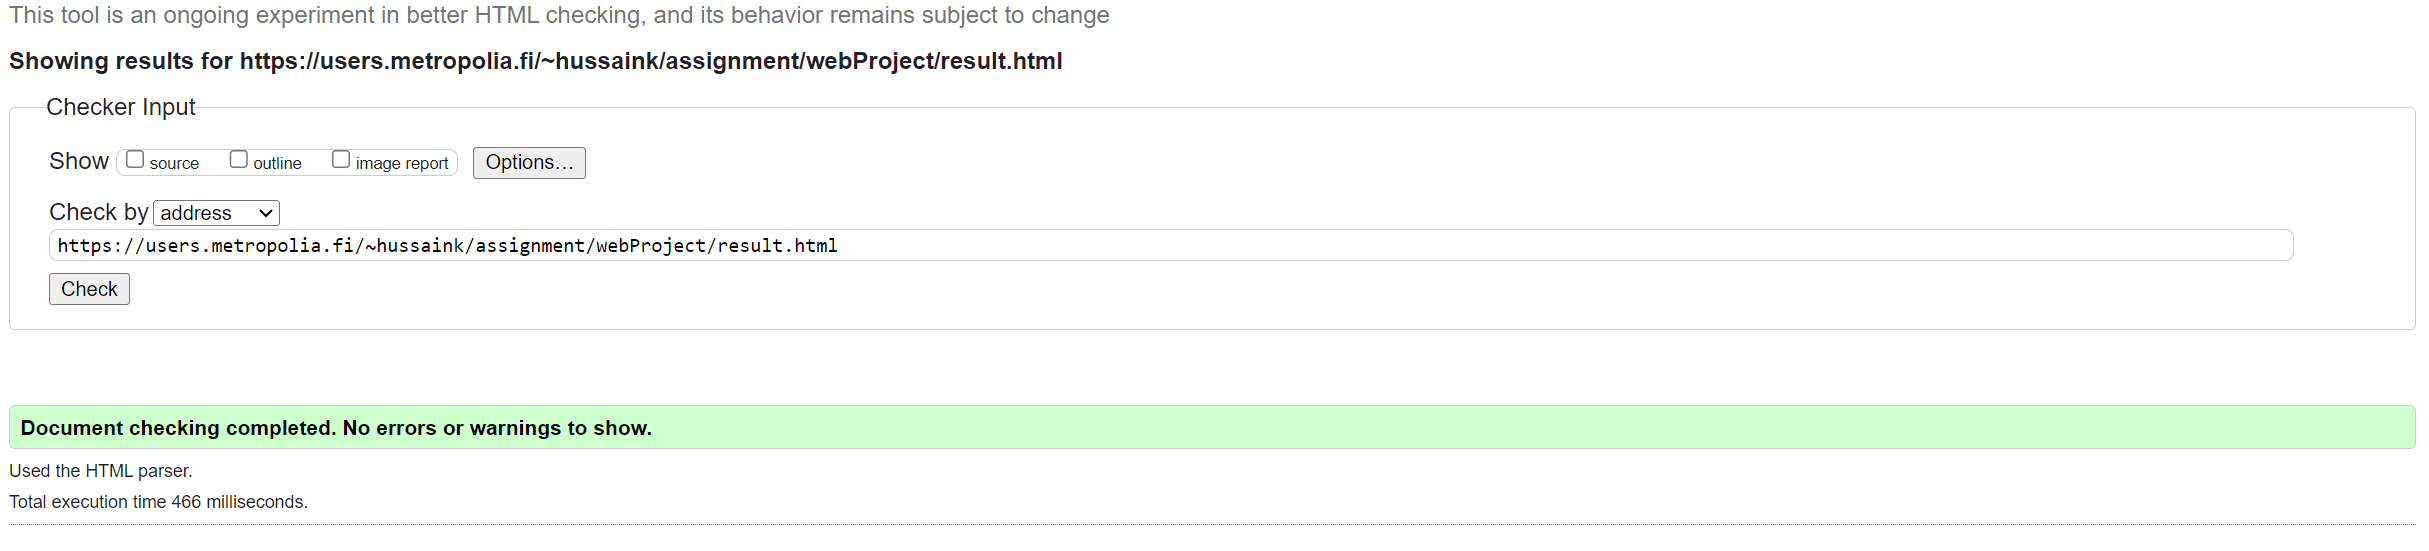 This tool is an ongoing experiment in better HTML checking, and its behavior remains subject to change
Showing results for https://users.metropolia.fi/~hussaink/assignment/webProject/result.html
Checker Input
Show source outline image report Options…
Check by address
https://users.metropolia.fi/~hussaink/assignment/webProject/result.html
Check
Document checking completed. No errors or warnings to show.
Used the HTML parser.
Total execution time 466 milliseconds.